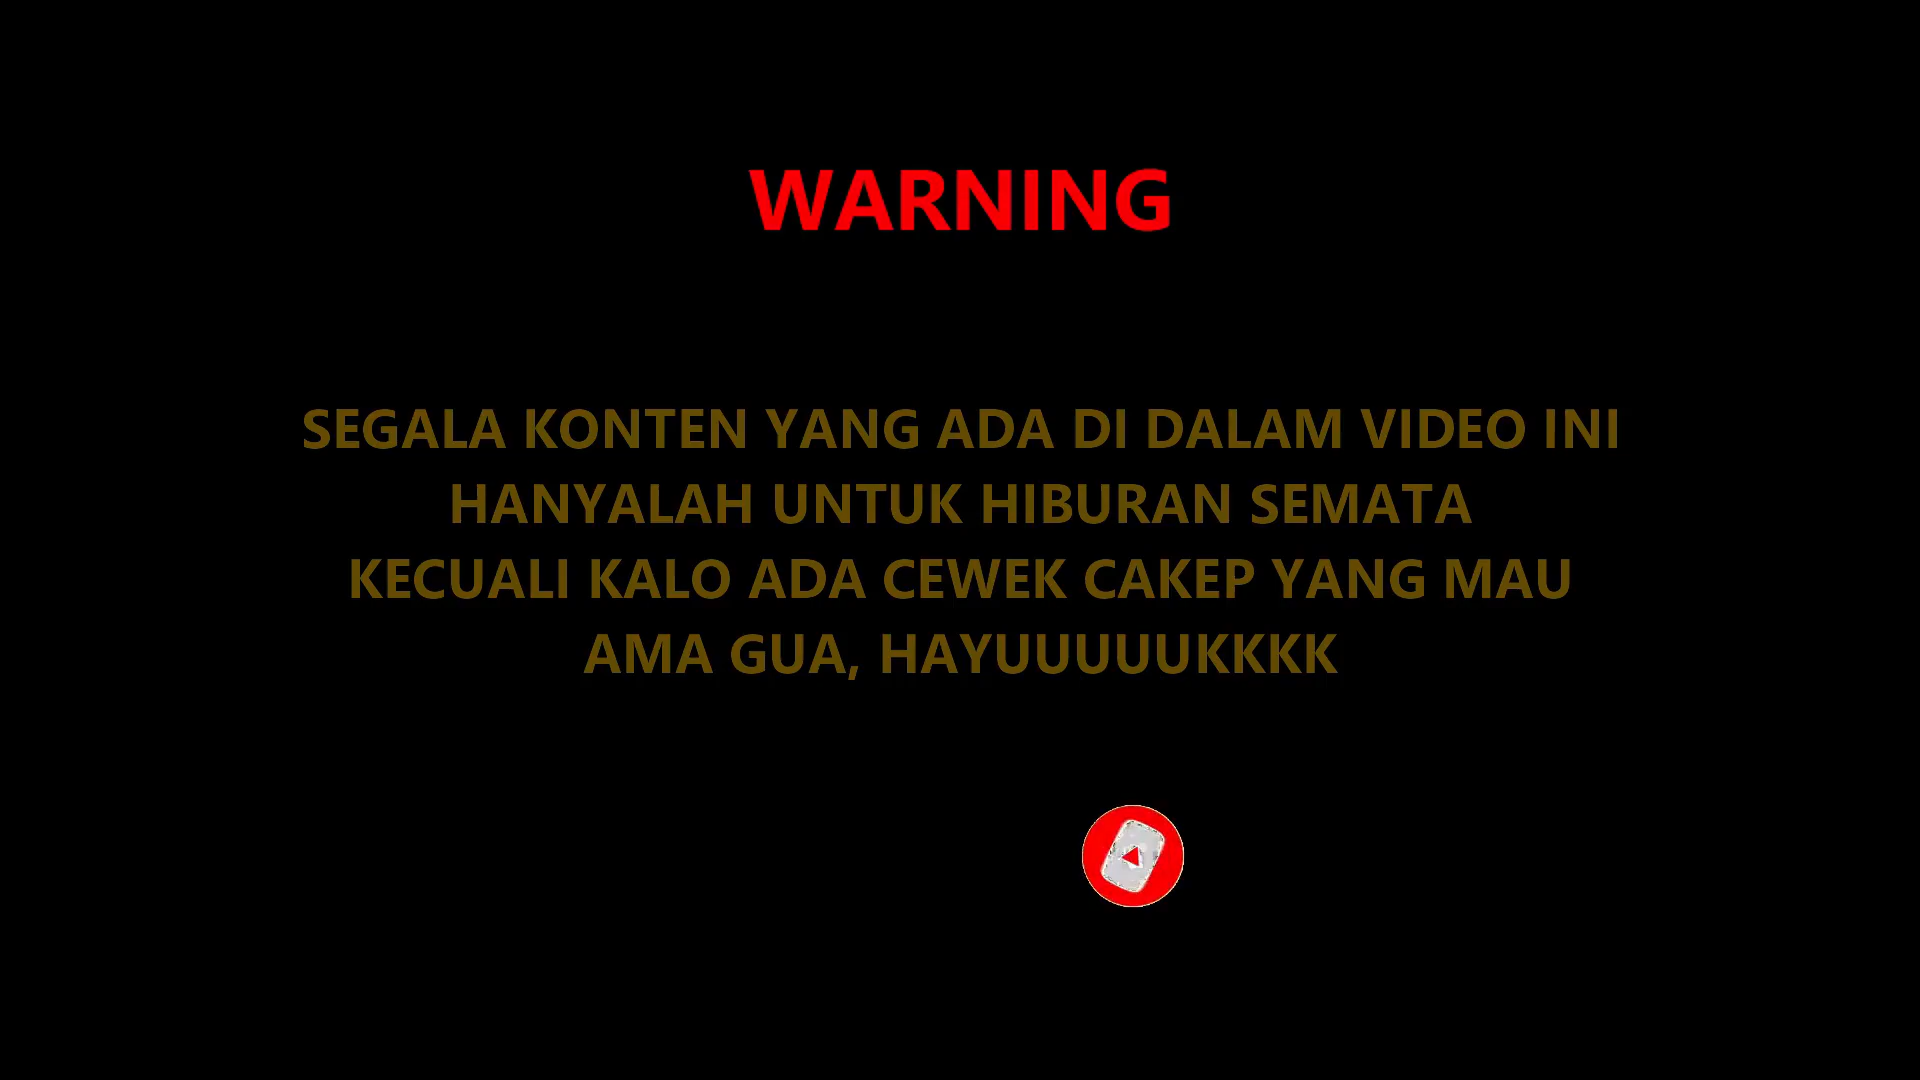 WARNING
SEGALA KONTEN YANG ADA DI DALAM VIDEO INI
HANYALAH UNTUK HIBURAN SEMATA
KECUALI KALO ADA CEWEK CAKEP YANG MAU
AMA GUA, HAYUUUUUKKKK